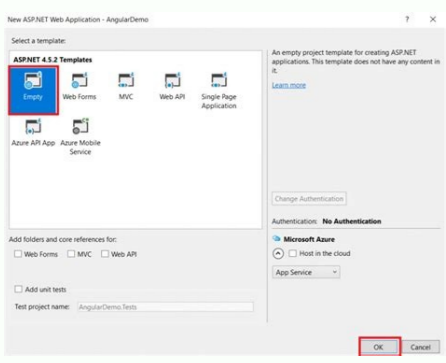 New ASP.NET Web Application - AngularDemo
? X
Select a template:
ASP.NET 4.5.2 Templates
Empty
Web Forms
MVC
Web API
Single Page
Application
Azure API App
Azure Mobile
Service
An empty project template for creating ASP.NET
applications. This template does not have any content in
it.
Learn more
Change Authentication
Authentication: No Authentication
Microsoft Azure
Host in the cloud
App Service
Add folders and core references for:
Web Forms
MVC
Web API
Add unit tests
Test project name:
AngularDemo.Tests
OK
Cancel